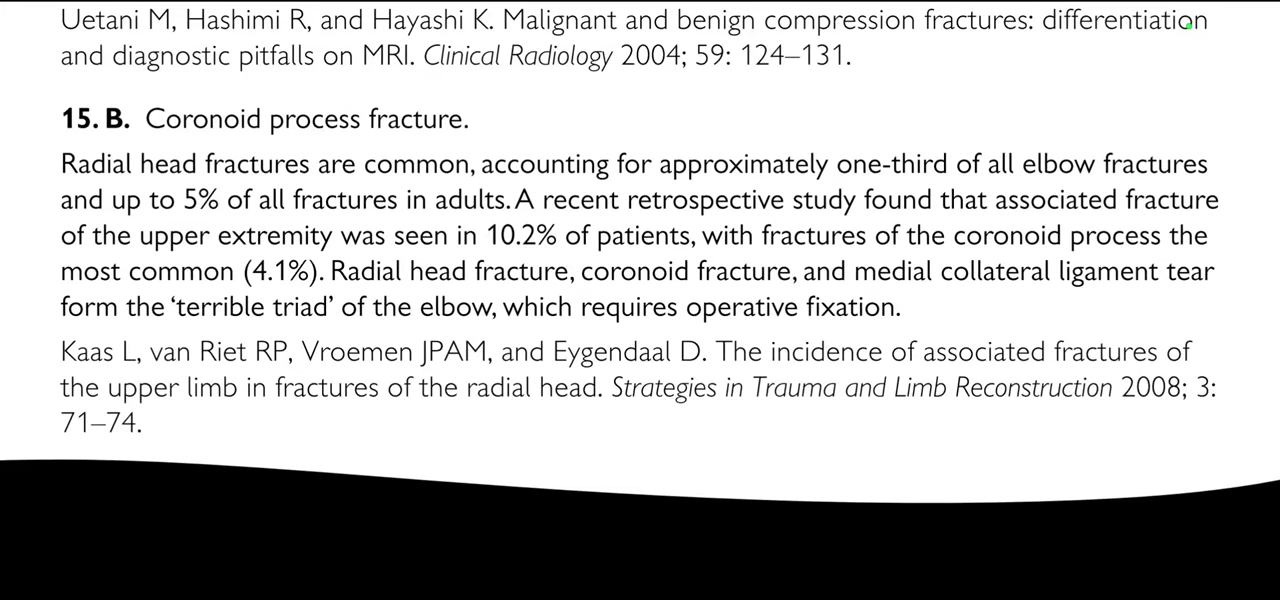 Uetani M, Hashimi R, and Hayashi K. Malignant and benign compression fractures: differentiation
and diagnostic pitfalls on MRI. Clinical Radiology 2004; 59: 124–131.
15. B. Coronoid process fracture.
Radial head fractures are common, accounting for approximately one-third of all elbow fractures
and up to 5% of all fractures in adults. A recent retrospective study found that associated fracture
of the upper extremity was seen in 10.2% of patients, with fractures of the coronoid process the
most common (4.1%). Radial head fracture, coronoid fracture, and medial collateral ligament tear
form the ‘terrible triad’ of the elbow, which requires operative fixation.
Kaas L, van Riet RP, Vroemen JPAM, and Eygendaal D. The incidence of associated fractures of
the upper limb in fractures of the radial head. Strategies in Trauma and Limb Reconstruction 2008; 3:
71–74.